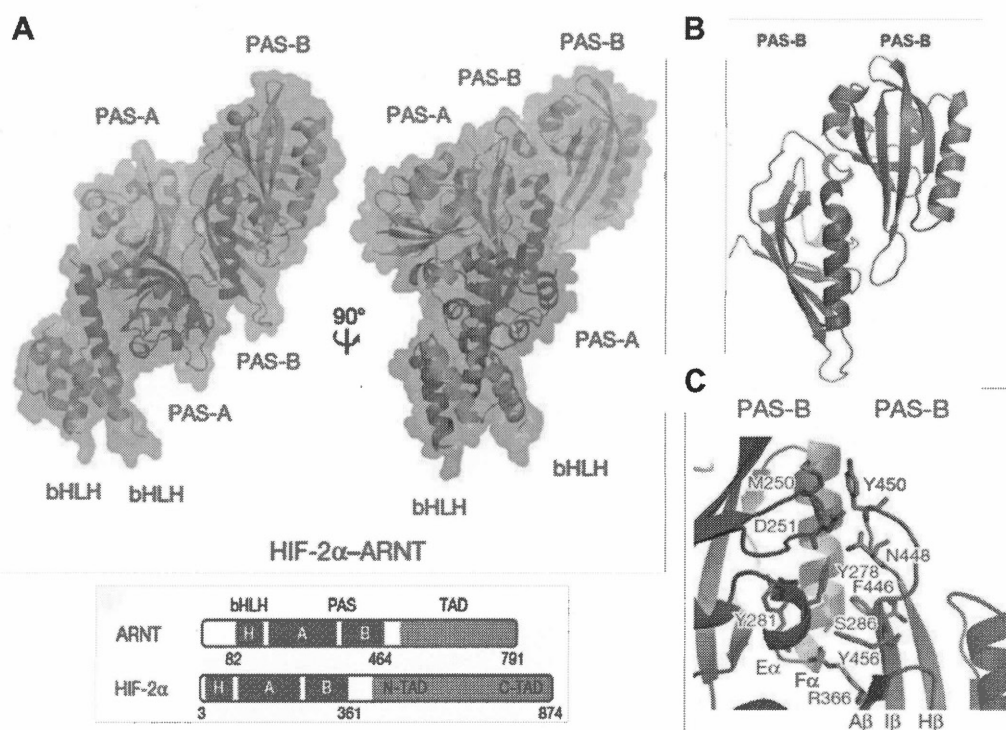 A
PAS-B
PAS-A
bHLH
bHLH
PAS-A
PAS-B
90°
PAS-B
PAS-B
PAS-A
PAS-A
bHLH
bHLH
HIF-2α–ARNT
bHLH PAS TAD
ARNT H A B
82 464 791
HIF-2α H A B N-TAD C-TAD
3 361 874
B
PAS-B PAS-B
C
PAS-B PAS-B
M250
Y450
D251
N448
Y278
F446
Y281
S286
Y456
Eα
Fα
R366
Aβ Iβ Hβ